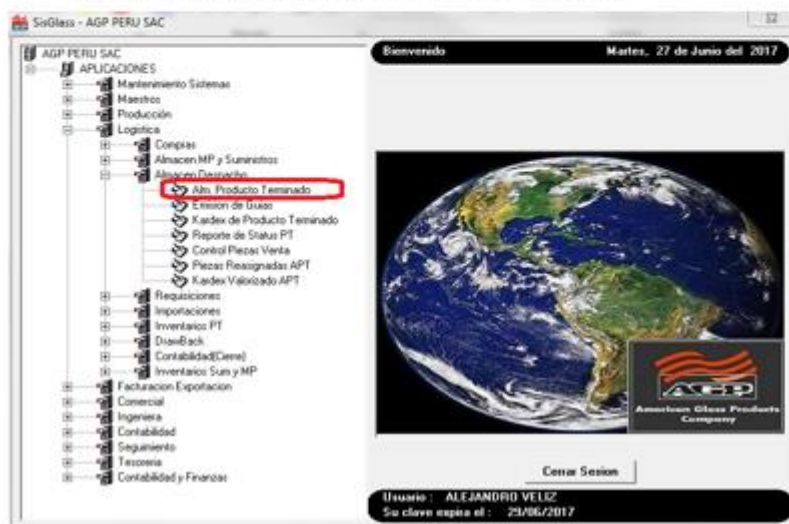 SisGlass - AGP PERU SAC
AGP PERU SAC
APLICACIONES
Mantenimiento Sistemas
Maestros
Producción
Logistica
Compras
Almacen MP y Suministros
Almacen Despacho
Alm. Producto Terminado
Emision de Guias
Kardex de Producto Terminado
Reporte de Status PT
Control Piezas Venta
Piezas Reasignadas APT
Kardex Valorizado APT
Requisiciones
Importaciones
Inventarios PT
DrawBack
Contabilidad(Cierre)
Inventarios Sum y MP
Facturacion Exportacion
Comercial
Ingeniera
Contabilidad
Seguimiento
Tesoreria
Contabilidad y Finanzas
Bienvenido Martes, 27 de Junio del 2017
AGP
American Glass Products
Company
Cerrar Sesion
Usuario : ALEJANDRO VELIZ
Su clave expira el : 29/06/2017